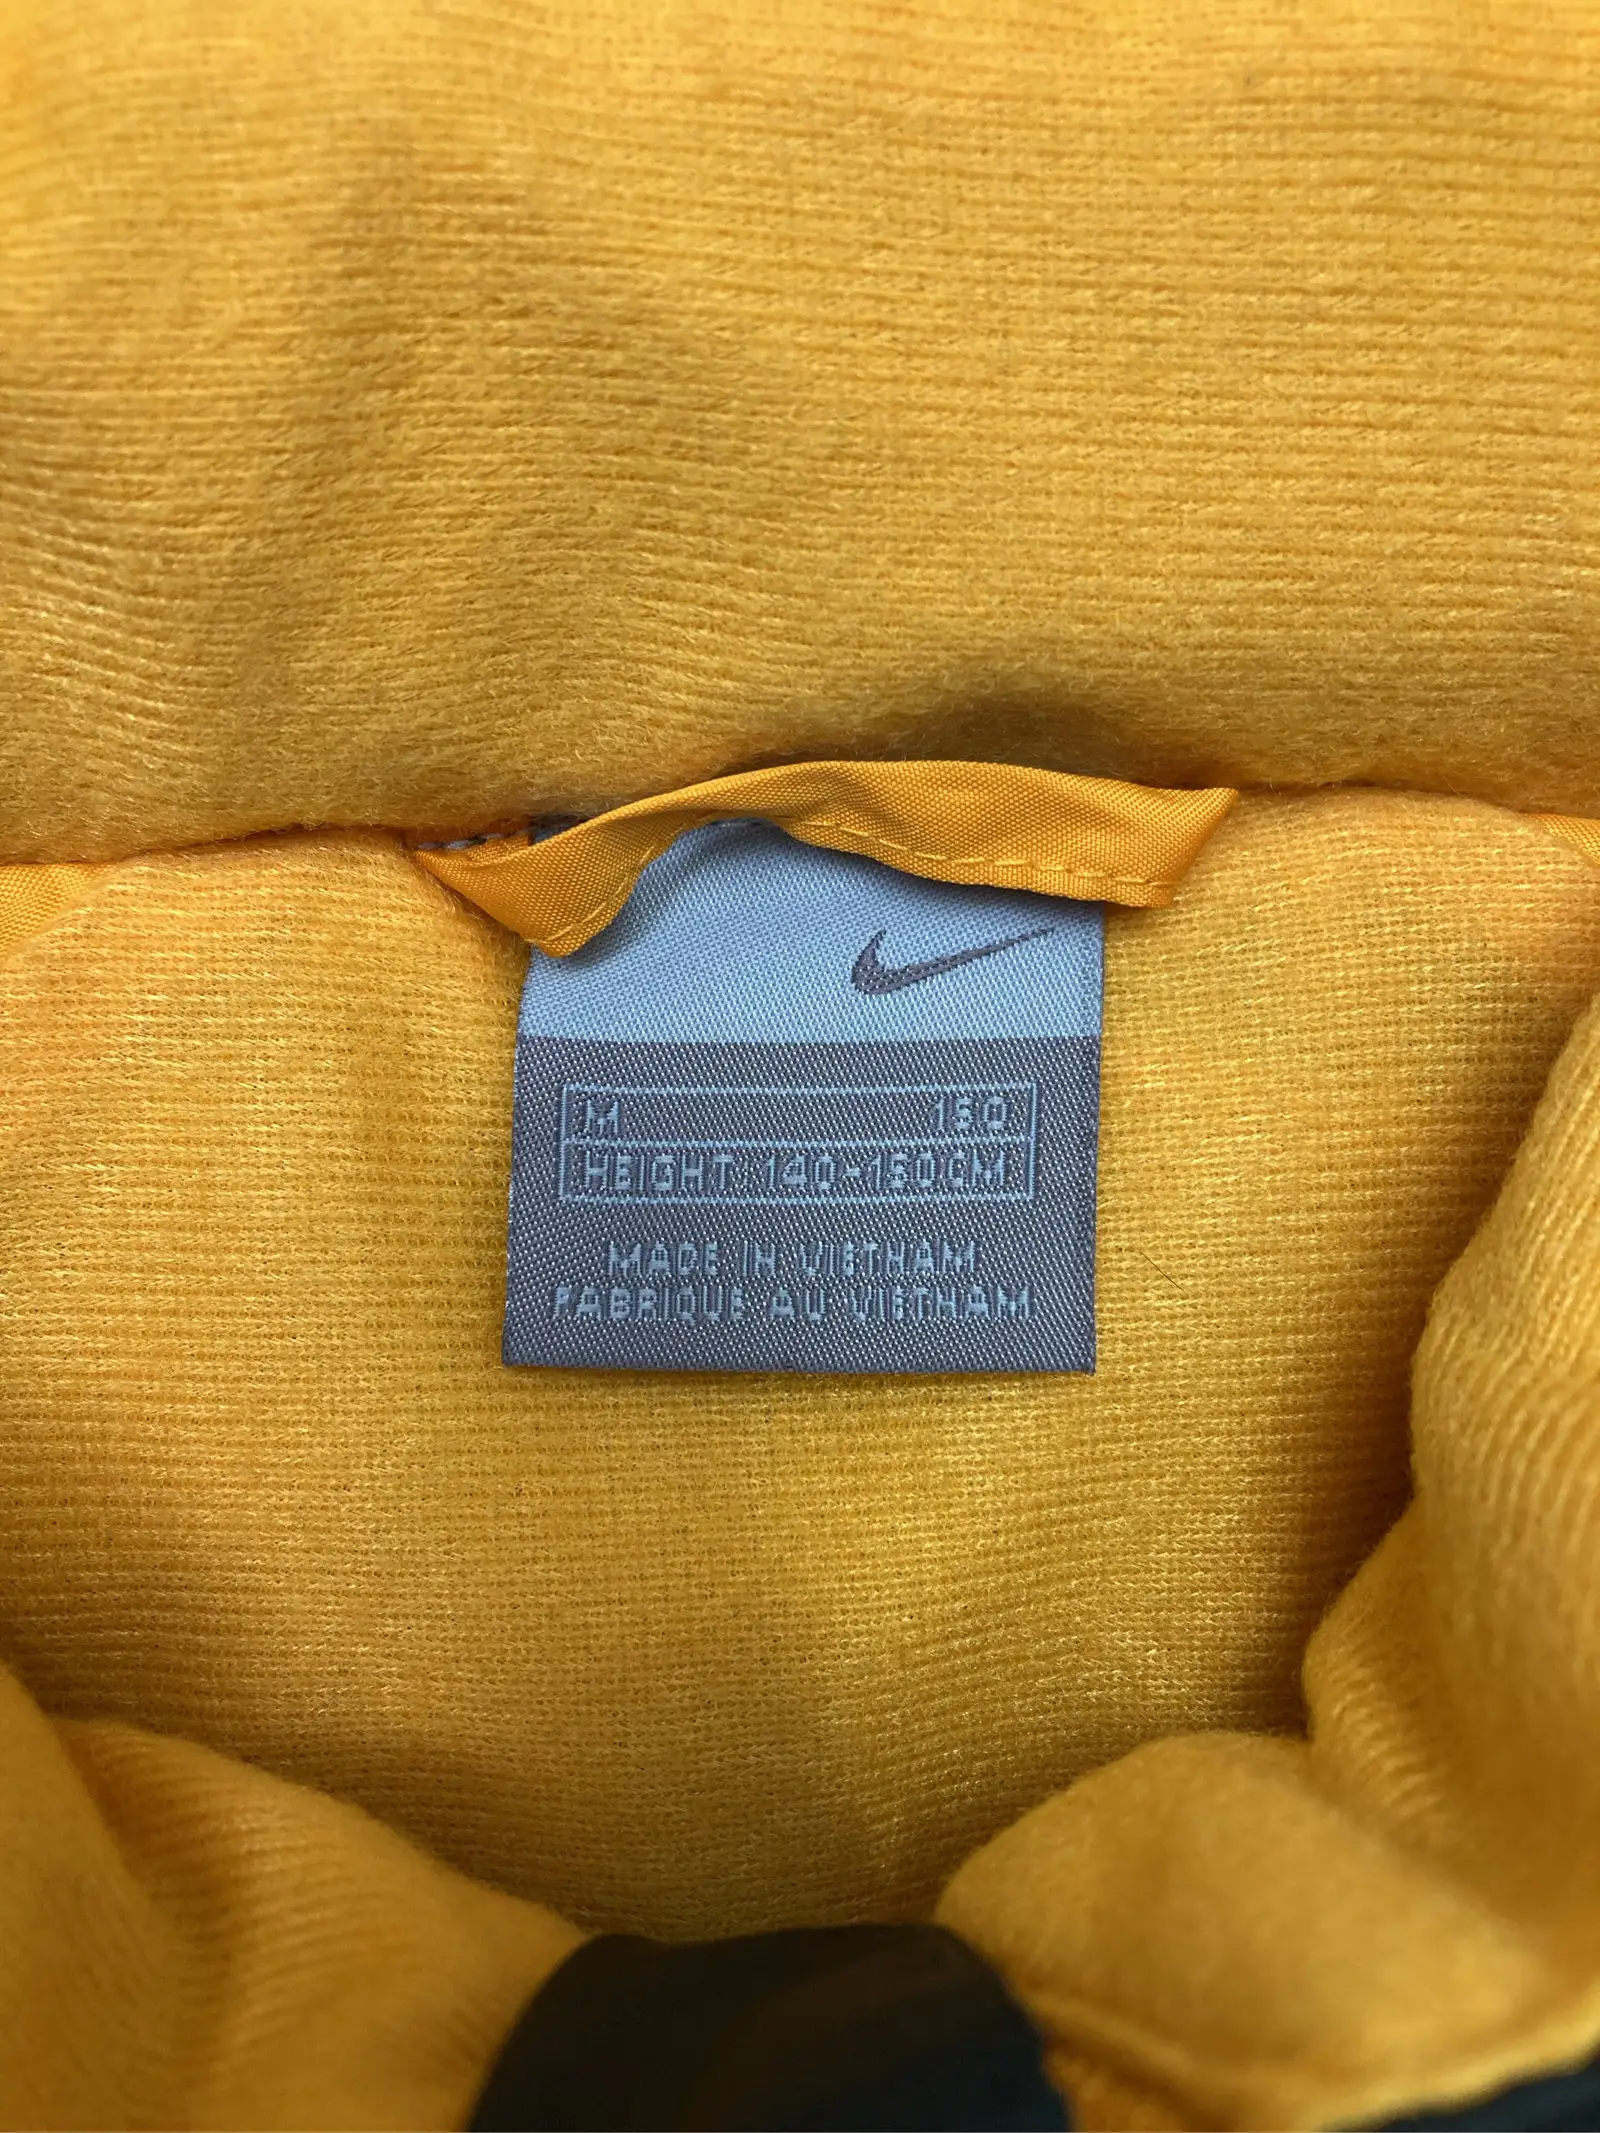 M 150
HEIGHT 140-150CM
MADE IN VIETNAM
FABRIQUE AU VIETNAM